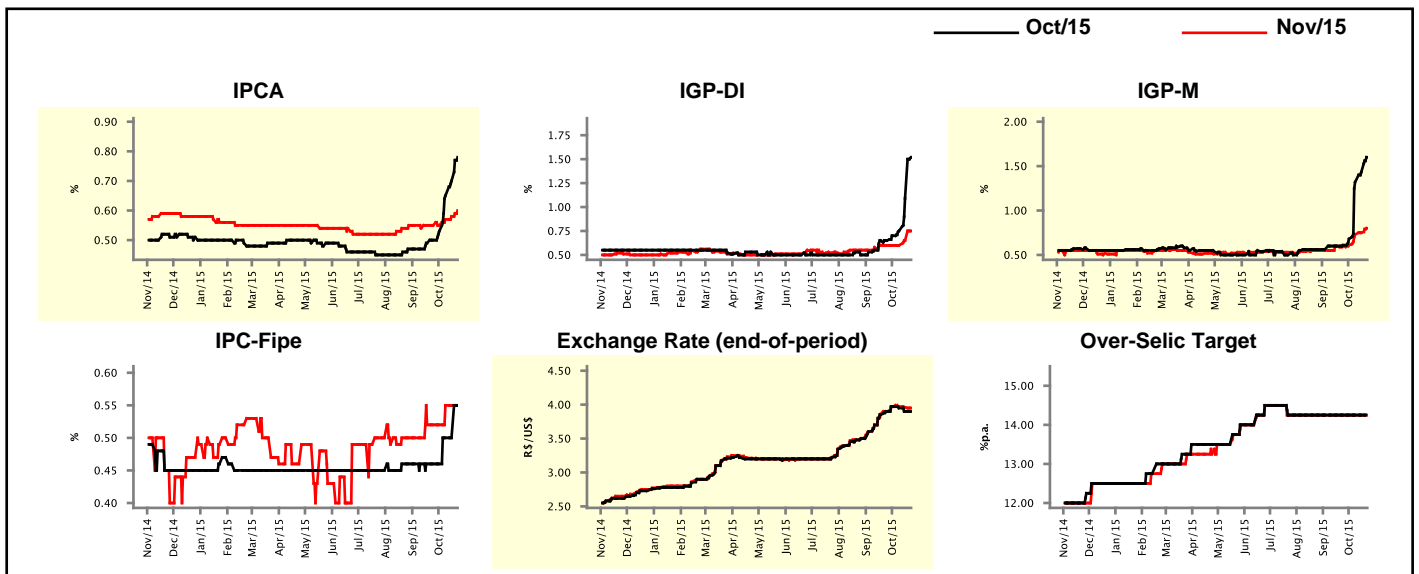 Oct/15
Nov/15
IPCA
0.90
0.80
0.70
0.60
0.50
%
Nov/14
Dec/14
Jan/15
Feb/15
Mar/15
Apr/15
May/15
Jun/15
Jul/15
Aug/15
Sep/15
Oct/15
IGP-DI
1.75
1.50
1.25
1.00
0.75
0.50
%
Nov/14
Dec/14
Jan/15
Feb/15
Mar/15
Apr/15
May/15
Jun/15
Jul/15
Aug/15
Sep/15
Oct/15
IGP-M
2.00
1.50
1.00
0.50
%
Nov/14
Dec/14
Jan/15
Feb/15
Mar/15
Apr/15
May/15
Jun/15
Jul/15
Aug/15
Sep/15
Oct/15
IPC-Fipe
0.60
0.55
0.50
0.45
0.40
%
Nov/14
Dec/14
Jan/15
Feb/15
Mar/15
Apr/15
May/15
Jun/15
Jul/15
Aug/15
Sep/15
Oct/15
Exchange Rate (end-of-period)
4.50
4.00
3.50
3.00
2.50
R$/US$
Nov/14
Dec/14
Jan/15
Feb/15
Mar/15
Apr/15
May/15
Jun/15
Jul/15
Aug/15
Sep/15
Oct/15
Over-Selic Target
15.00
14.00
13.00
12.00
%p.a.
Nov/14
Dec/14
Jan/15
Feb/15
Mar/15
Apr/15
May/15
Jun/15
Jul/15
Aug/15
Sep/15
Oct/15